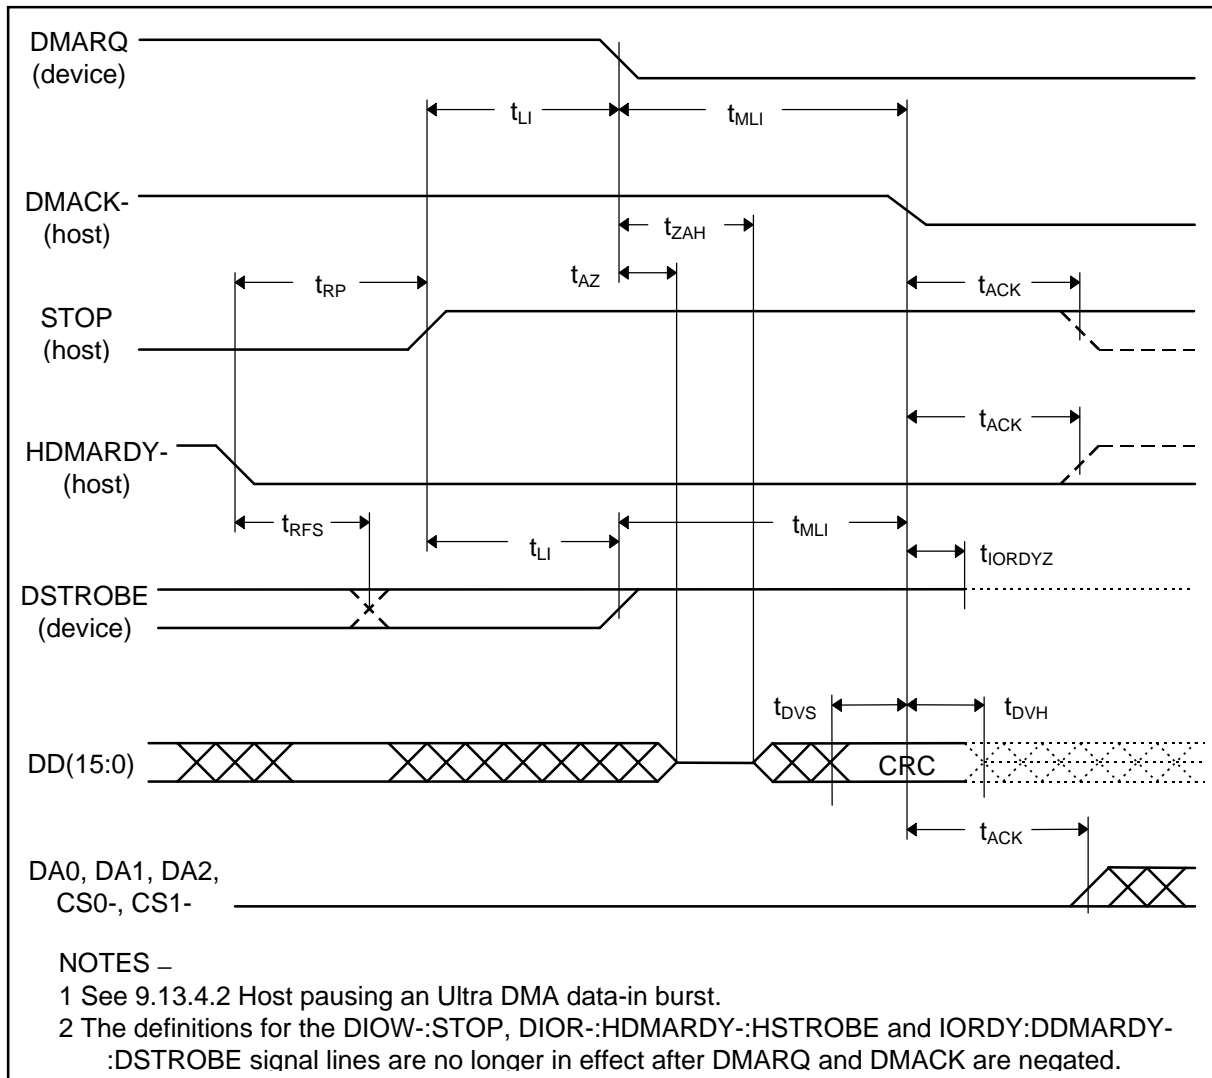 DMARQ
(device)
tLI
tMLI
DMACK-
(host)
tZAH
tAZ
tRP
tACK
STOP
(host)
tACK
HDMARDY-
(host)
tRFS
tMLI
tLI
tIORDYZ
DSTROBE
(device)
tDVS
tDVH
DD(15:0)
CRC
tACK
DA0, DA1, DA2,
CS0-, CS1-
NOTES –
1 See 9.13.4.2 Host pausing an Ultra DMA data-in burst.
2 The definitions for the DIOW-:STOP, DIOR-:HDMARDY-:HSTROBE and IORDY:DDMARDY-
:DSTROBE signal lines are no longer in effect after DMARQ and DMACK are negated.